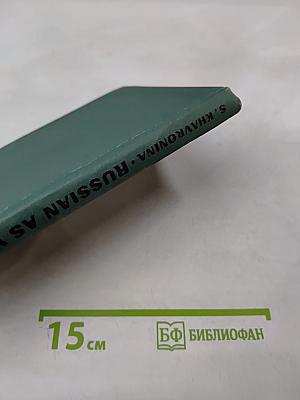 S. KHAVRONINA • RUSSIAN AS
15 см
БФ БИБЛИОФАН